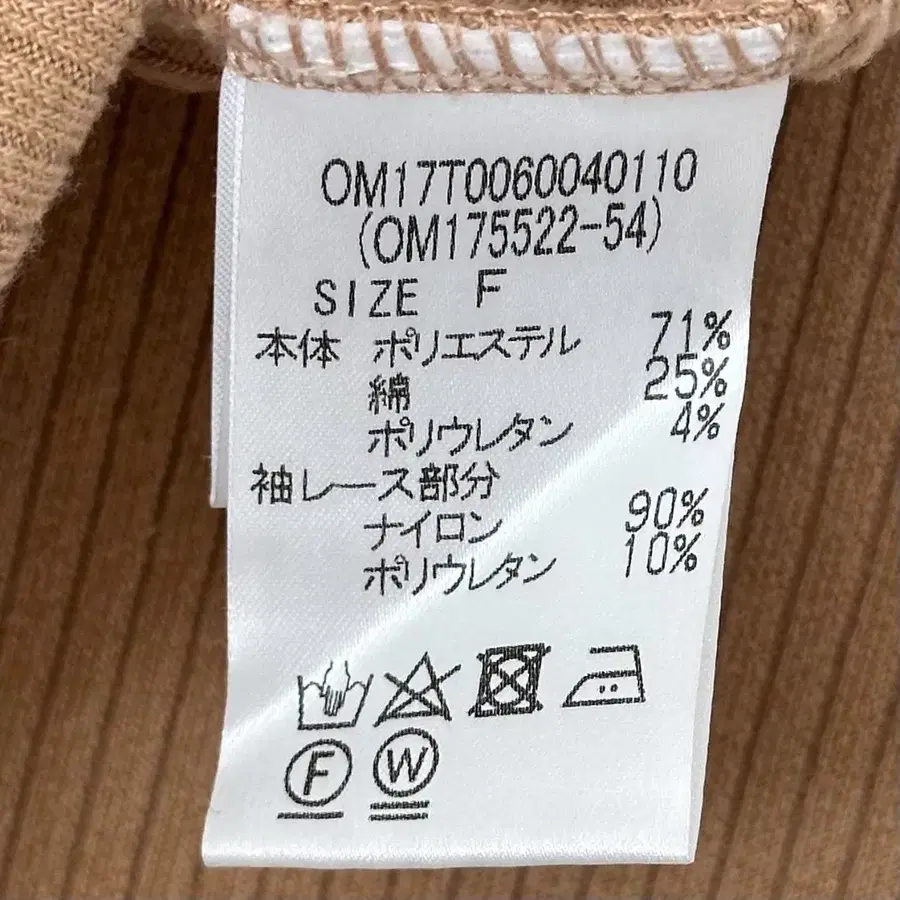 OM17T0060040110
(OM175522-54)
SIZE F
本体 ポリエステル 71%
綿 25%
ポリウレタン 4%
袖レース部分
ナイロン 90%
ポリウレタン 10%
F W